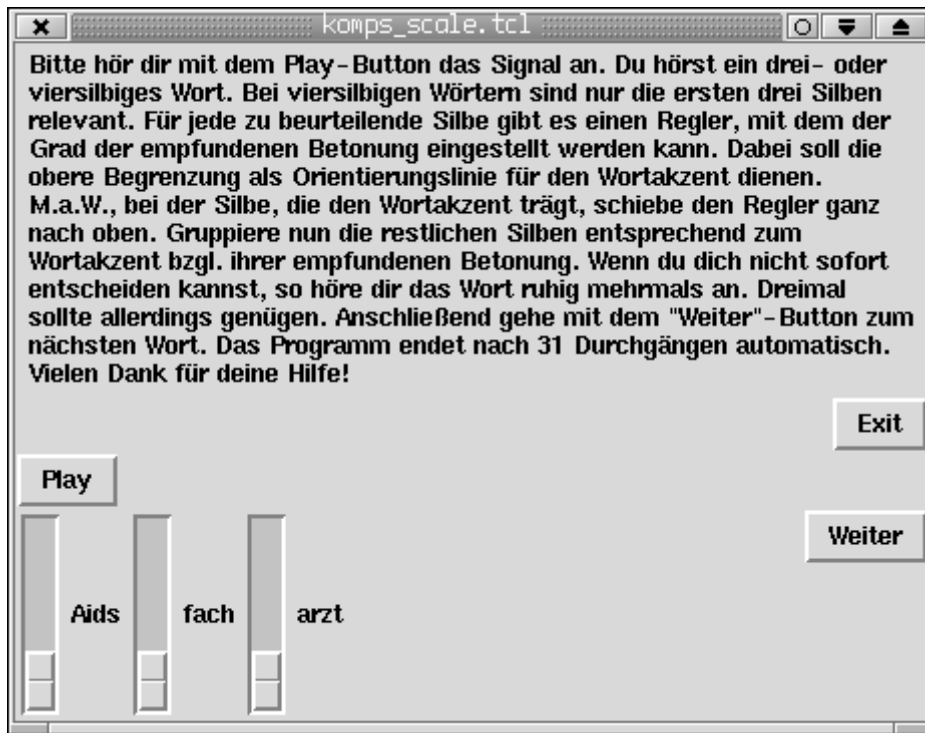 komps_scale.tcl
Bitte hör dir mit dem Play-Button das Signal an. Du hörst ein drei- oder
viersilbiges Wort. Bei viersilbigen Wörtern sind nur die ersten drei Silben
relevant. Für jede zu beurteilende Silbe gibt es einen Regler, mit dem der
Grad der empfundenen Betonung eingestellt werden kann. Dabei soll die
obere Begrenzung als Orientierungslinie für den Wortakzent dienen.
M.a.W., bei der Silbe, die den Wortakzent trägt, schiebe den Regler ganz
nach oben. Gruppiere nun die restlichen Silben entsprechend zum
Wortakzent bzgl. ihrer empfundenen Betonung. Wenn du dich nicht sofort
entscheiden kannst, so höre dir das Wort ruhig mehrmals an. Dreimal
sollte allerdings genügen. Anschließend gehe mit dem "Weiter"-Button zum
nächsten Wort. Das Programm endet nach 31 Durchgängen automatisch.
Vielen Dank für deine Hilfe!
Exit
Play
Weiter
Aids fach arzt